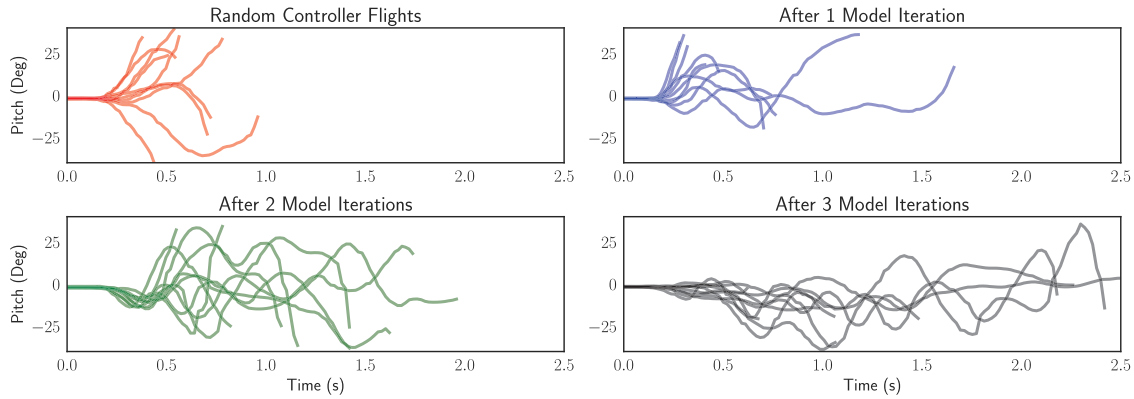 Random Controller Flights
After 1 Model Iteration
Pitch (Deg)
25
0
−25
0.0 0.5 1.0 1.5 2.0 2.5
25
0
−25
0.0 0.5 1.0 1.5 2.0 2.5
After 2 Model Iterations
After 3 Model Iterations
Pitch (Deg)
25
0
−25
0.0 0.5 1.0 1.5 2.0 2.5
Time (s)
25
0
−25
0.0 0.5 1.0 1.5 2.0 2.5
Time (s)